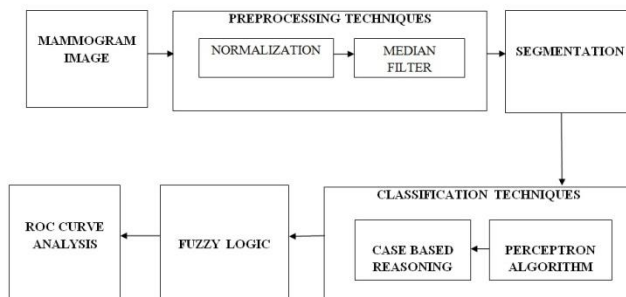 PREPROCESSING TECHNIQUES
MAMMOGRAM
IMAGE
NORMALIZATION
MEDIAN
FILTER
SEGMENTATION
CLASSIFICATION TECHNIQUES
PERCEPTRON
ALGORITHM
CASE BASED
REASONING
FUZZY LOGIC
ROC CURVE
ANALYSIS